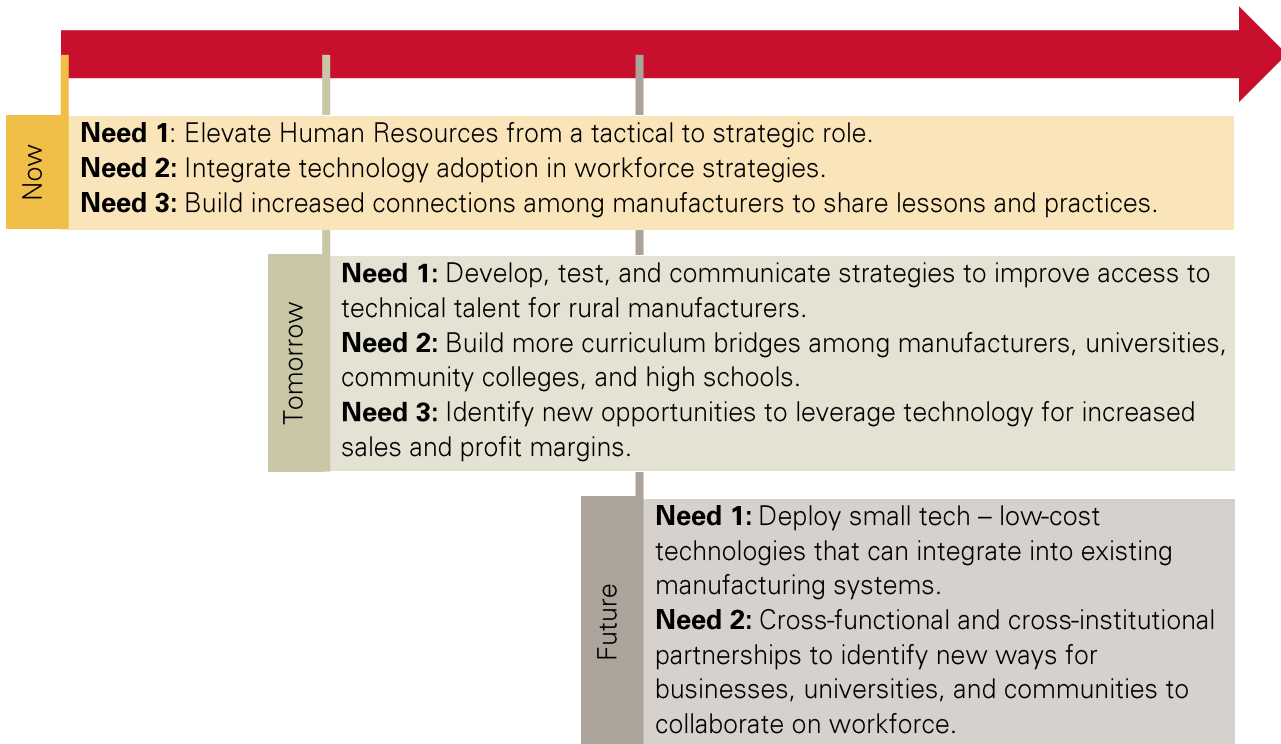 Now
Need 1: Elevate Human Resources from a tactical to strategic role.
Need 2: Integrate technology adoption in workforce strategies.
Need 3: Build increased connections among manufacturers to share lessons and practices.
Tomorrow
Need 1: Develop, test, and communicate strategies to improve access to
technical talent for rural manufacturers.
Need 2: Build more curriculum bridges among manufacturers, universities,
community colleges, and high schools.
Need 3: Identify new opportunities to leverage technology for increased
sales and profit margins.
Future
Need 1: Deploy small tech – low-cost
technologies that can integrate into existing
manufacturing systems.
Need 2: Cross-functional and cross-institutional
partnerships to identify new ways for
businesses, universities, and communities to
collaborate on workforce.